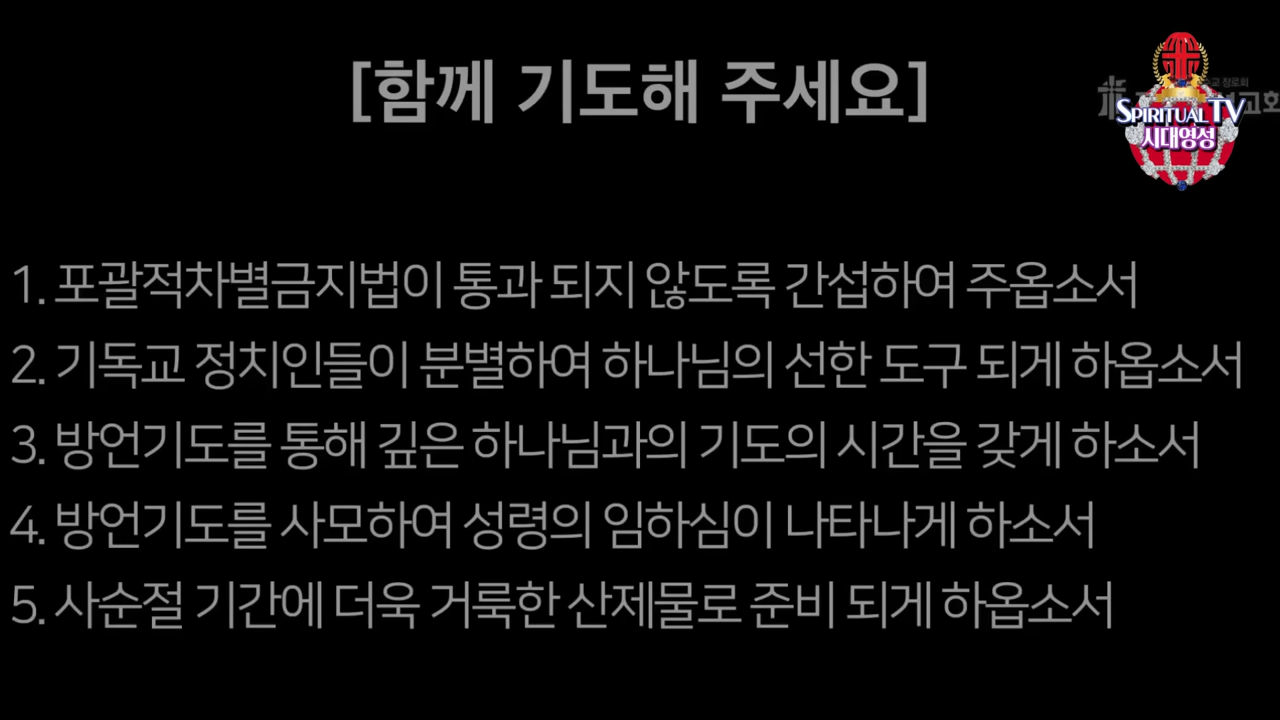 [함께 기도해 주세요]
교 장로회
교회
SPIRITUAL TV
시대영성
1. 포괄적차별금지법이 통과 되지 않도록 간섭하여 주옵소서
2. 기독교 정치인들이 분별하여 하나님의 선한 도구 되게 하옵소서
3. 방언기도를 통해 깊은 하나님과의 기도의 시간을 갖게 하소서
4. 방언기도를 사모하여 성령의 임하심이 나타나게 하소서
5. 사순절 기간에 더욱 거룩한 산제물로 준비 되게 하옵소서